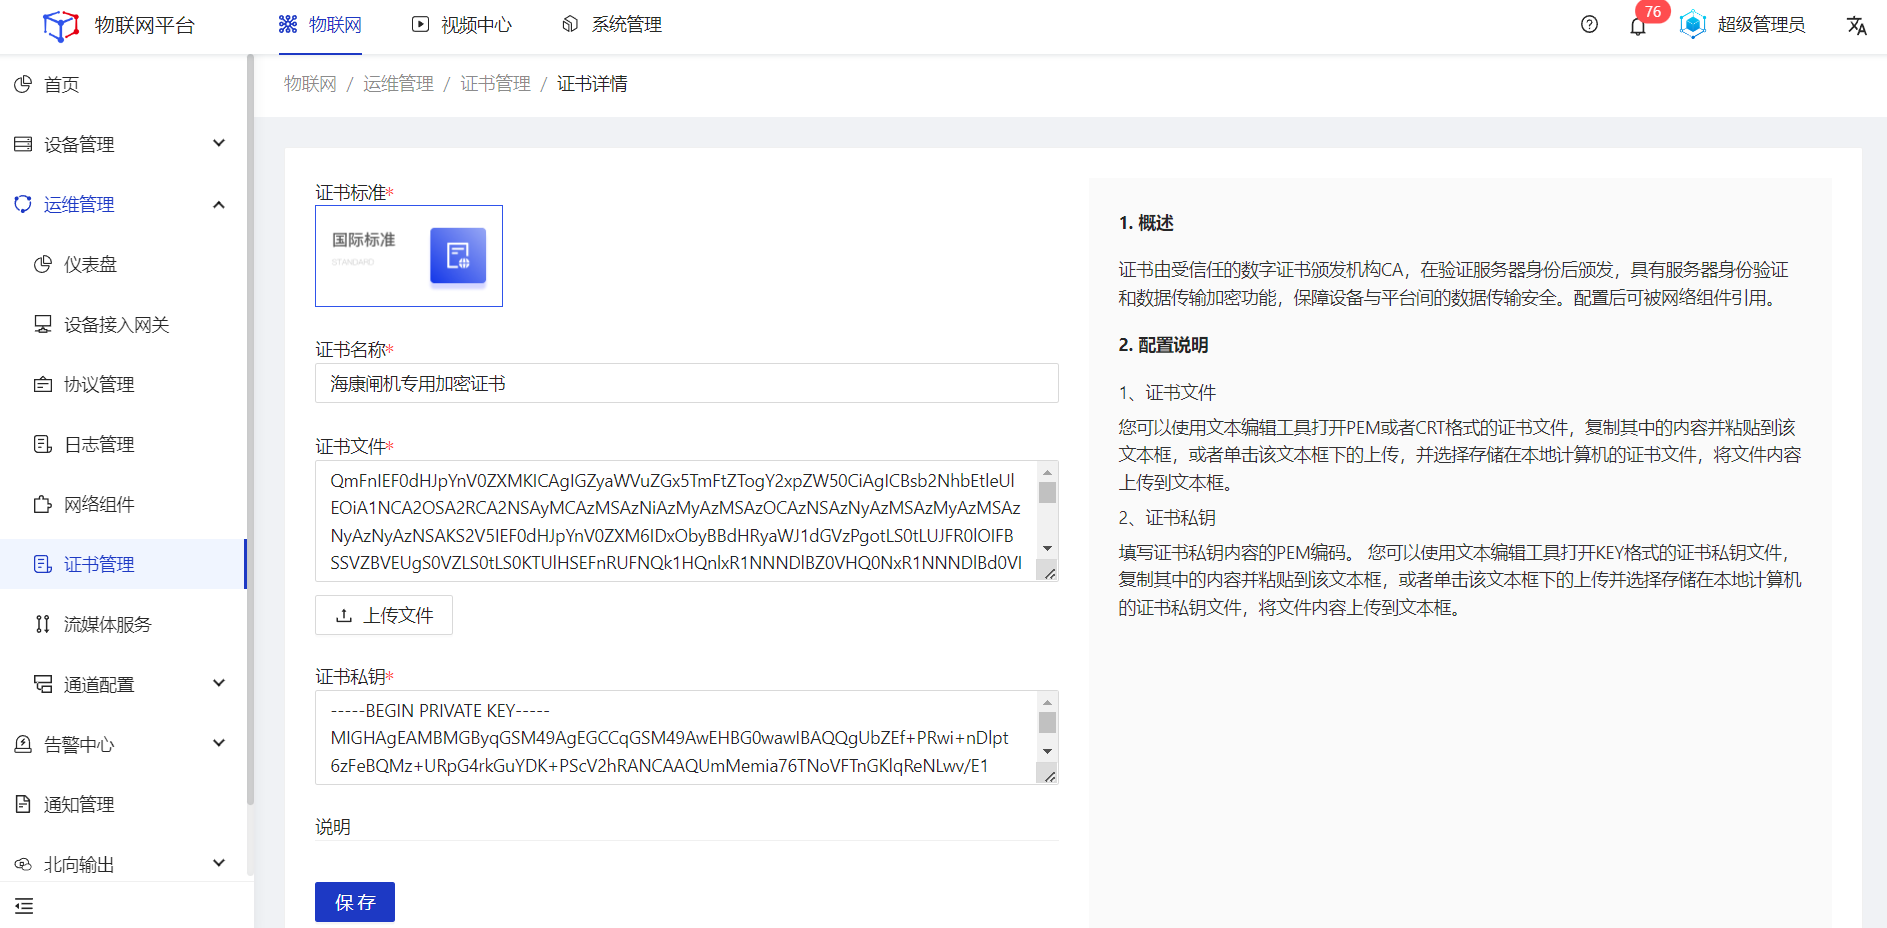 物联网平台
物联网
视频中心
系统管理
76
超级管理员
首页
设备管理
运维管理
仪表盘
设备接入网关
协议管理
日志管理
网络组件
证书管理
流媒体服务
通道配置
告警中心
通知管理
北向输出
物联网 / 运维管理 / 证书管理 / 证书详情
证书标准*
国际标准
STANDARD
证书名称*
海康闸机专用加密证书
证书文件*
QmFnIEF0dHJpYnV0ZXMKICAgIGZyaWVuZGx5TmFtZTogY2xpZW50CiAgICBsb2NhbEtleUl
EOiA1NCA2OSA2RCA2NSAyMCAzMSAzNiAzMyAzMSAzOCAzNSAzNyAzMSAzMyAzMSAz
NyAzNyAzNSAKS2V5IEF0dHJpYnV0ZXM6IDxObyBBdHRyaWJ1dGVzPgotLS0tLUJFR0lOIFB
SSVZBVEUgS0VZLS0tLS0KTUlHSEFnRUFNQk1HQnlxR1NNNDlBZ0VHQ0NxR1NNNDlBd0VI
上传文件
证书私钥*
-----BEGIN PRIVATE KEY-----
MIGHAgEAMBMGByqGSM49AgEGCCqGSM49AwEHBG0wawIBAQQgUbZEf+PRwi+nDlpt
6zFeBQMz+URpG4rkGuYDK+PScV2hRANCAAQUmMemia76TNoVFTnGKlqReNLwv/E1
说明
保 存
1. 概述
证书由受信任的数字证书颁发机构CA，在验证服务器身份后颁发，具有服务器身份验证
和数据传输加密功能，保障设备与平台间的数据传输安全。配置后可被网络组件引用。
2. 配置说明
1、证书文件
您可以使用文本编辑工具打开PEM或者CRT格式的证书文件，复制其中的内容并粘贴到该
文本框，或者单击该文本框下的上传，并选择存储在本地计算机的证书文件，将文件内容
上传到文本框。
2、证书私钥
填写证书私钥内容的PEM编码。 您可以使用文本编辑工具打开KEY格式的证书私钥文件，
复制其中的内容并粘贴到该文本框，或者单击该文本框下的上传并选择存储在本地计算机
的证书私钥文件，将文件内容上传到文本框。